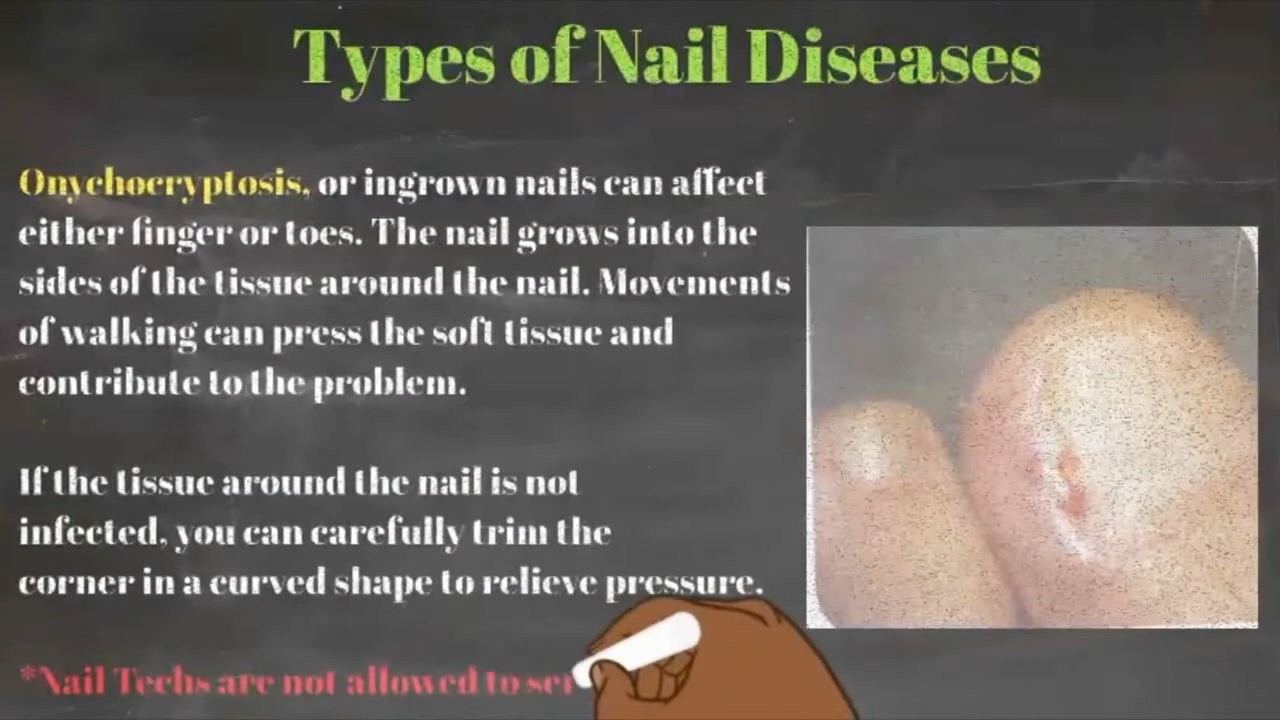 Types of Nail Diseases
Onychocryptosis, or ingrown nails can affect
either finger or toes. The nail grows into the
sides of the tissue around the nail. Movements
of walking can press the soft tissue and
contribute to the problem.
If the tissue around the nail is not
infected, you can carefully trim the
corner in a curved shape to relieve pressure.
*Nail Techs are not allowed to